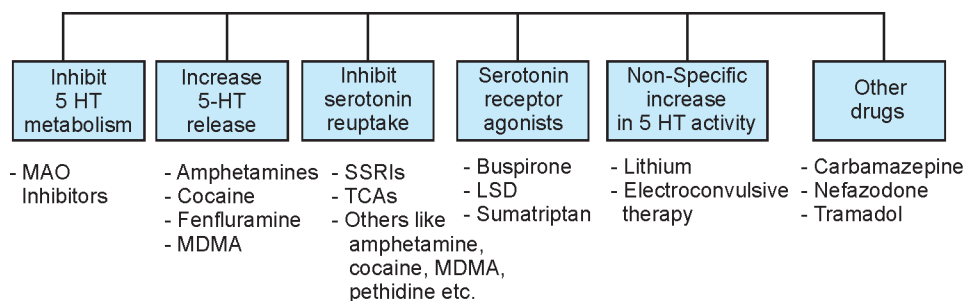 Inhibit
5 HT
metabolism
Increase
5-HT
release
Inhibit
serotonin
reuptake
Serotonin
receptor
agonists
Non-Specific
increase
in 5 HT activity
Other
drugs
- MAO
Inhibitors
- Amphetamines
- Cocaine
- Fenfluramine
- MDMA
- SSRIs
- TCAs
- Others like
amphetamine,
cocaine, MDMA,
pethidine etc.
- Buspirone
- LSD
- Sumatriptan
- Lithium
- Electroconvulsive
therapy
- Carbamazepine
- Nefazodone
- Tramadol